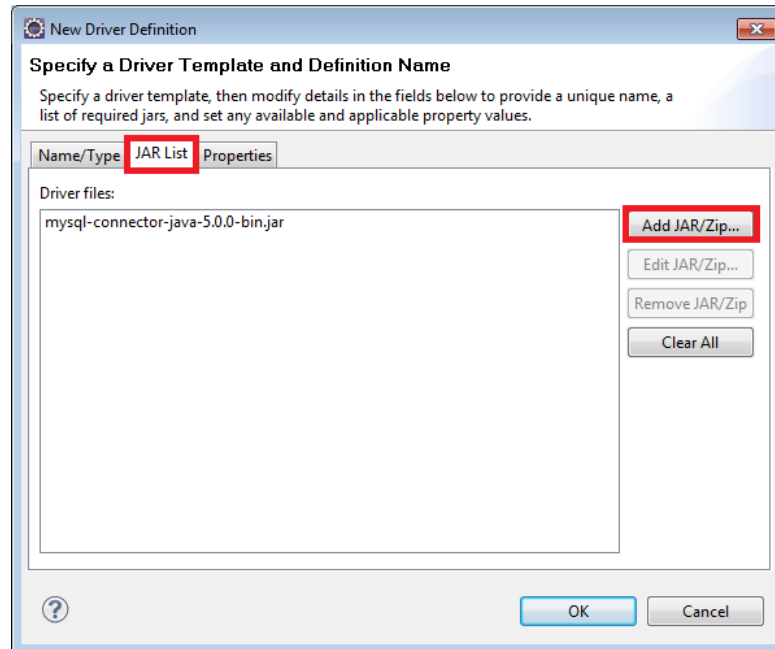 New Driver Definition
Specify a Driver Template and Definition Name
Specify a driver template, then modify details in the fields below to provide a unique name, a
list of required jars, and set any available and applicable property values.
Name/Type JAR List Properties
Driver files:
mysql-connector-java-5.0.0-bin.jar
Add JAR/Zip...
Edit JAR/Zip...
Remove JAR/Zip
Clear All
OK Cancel